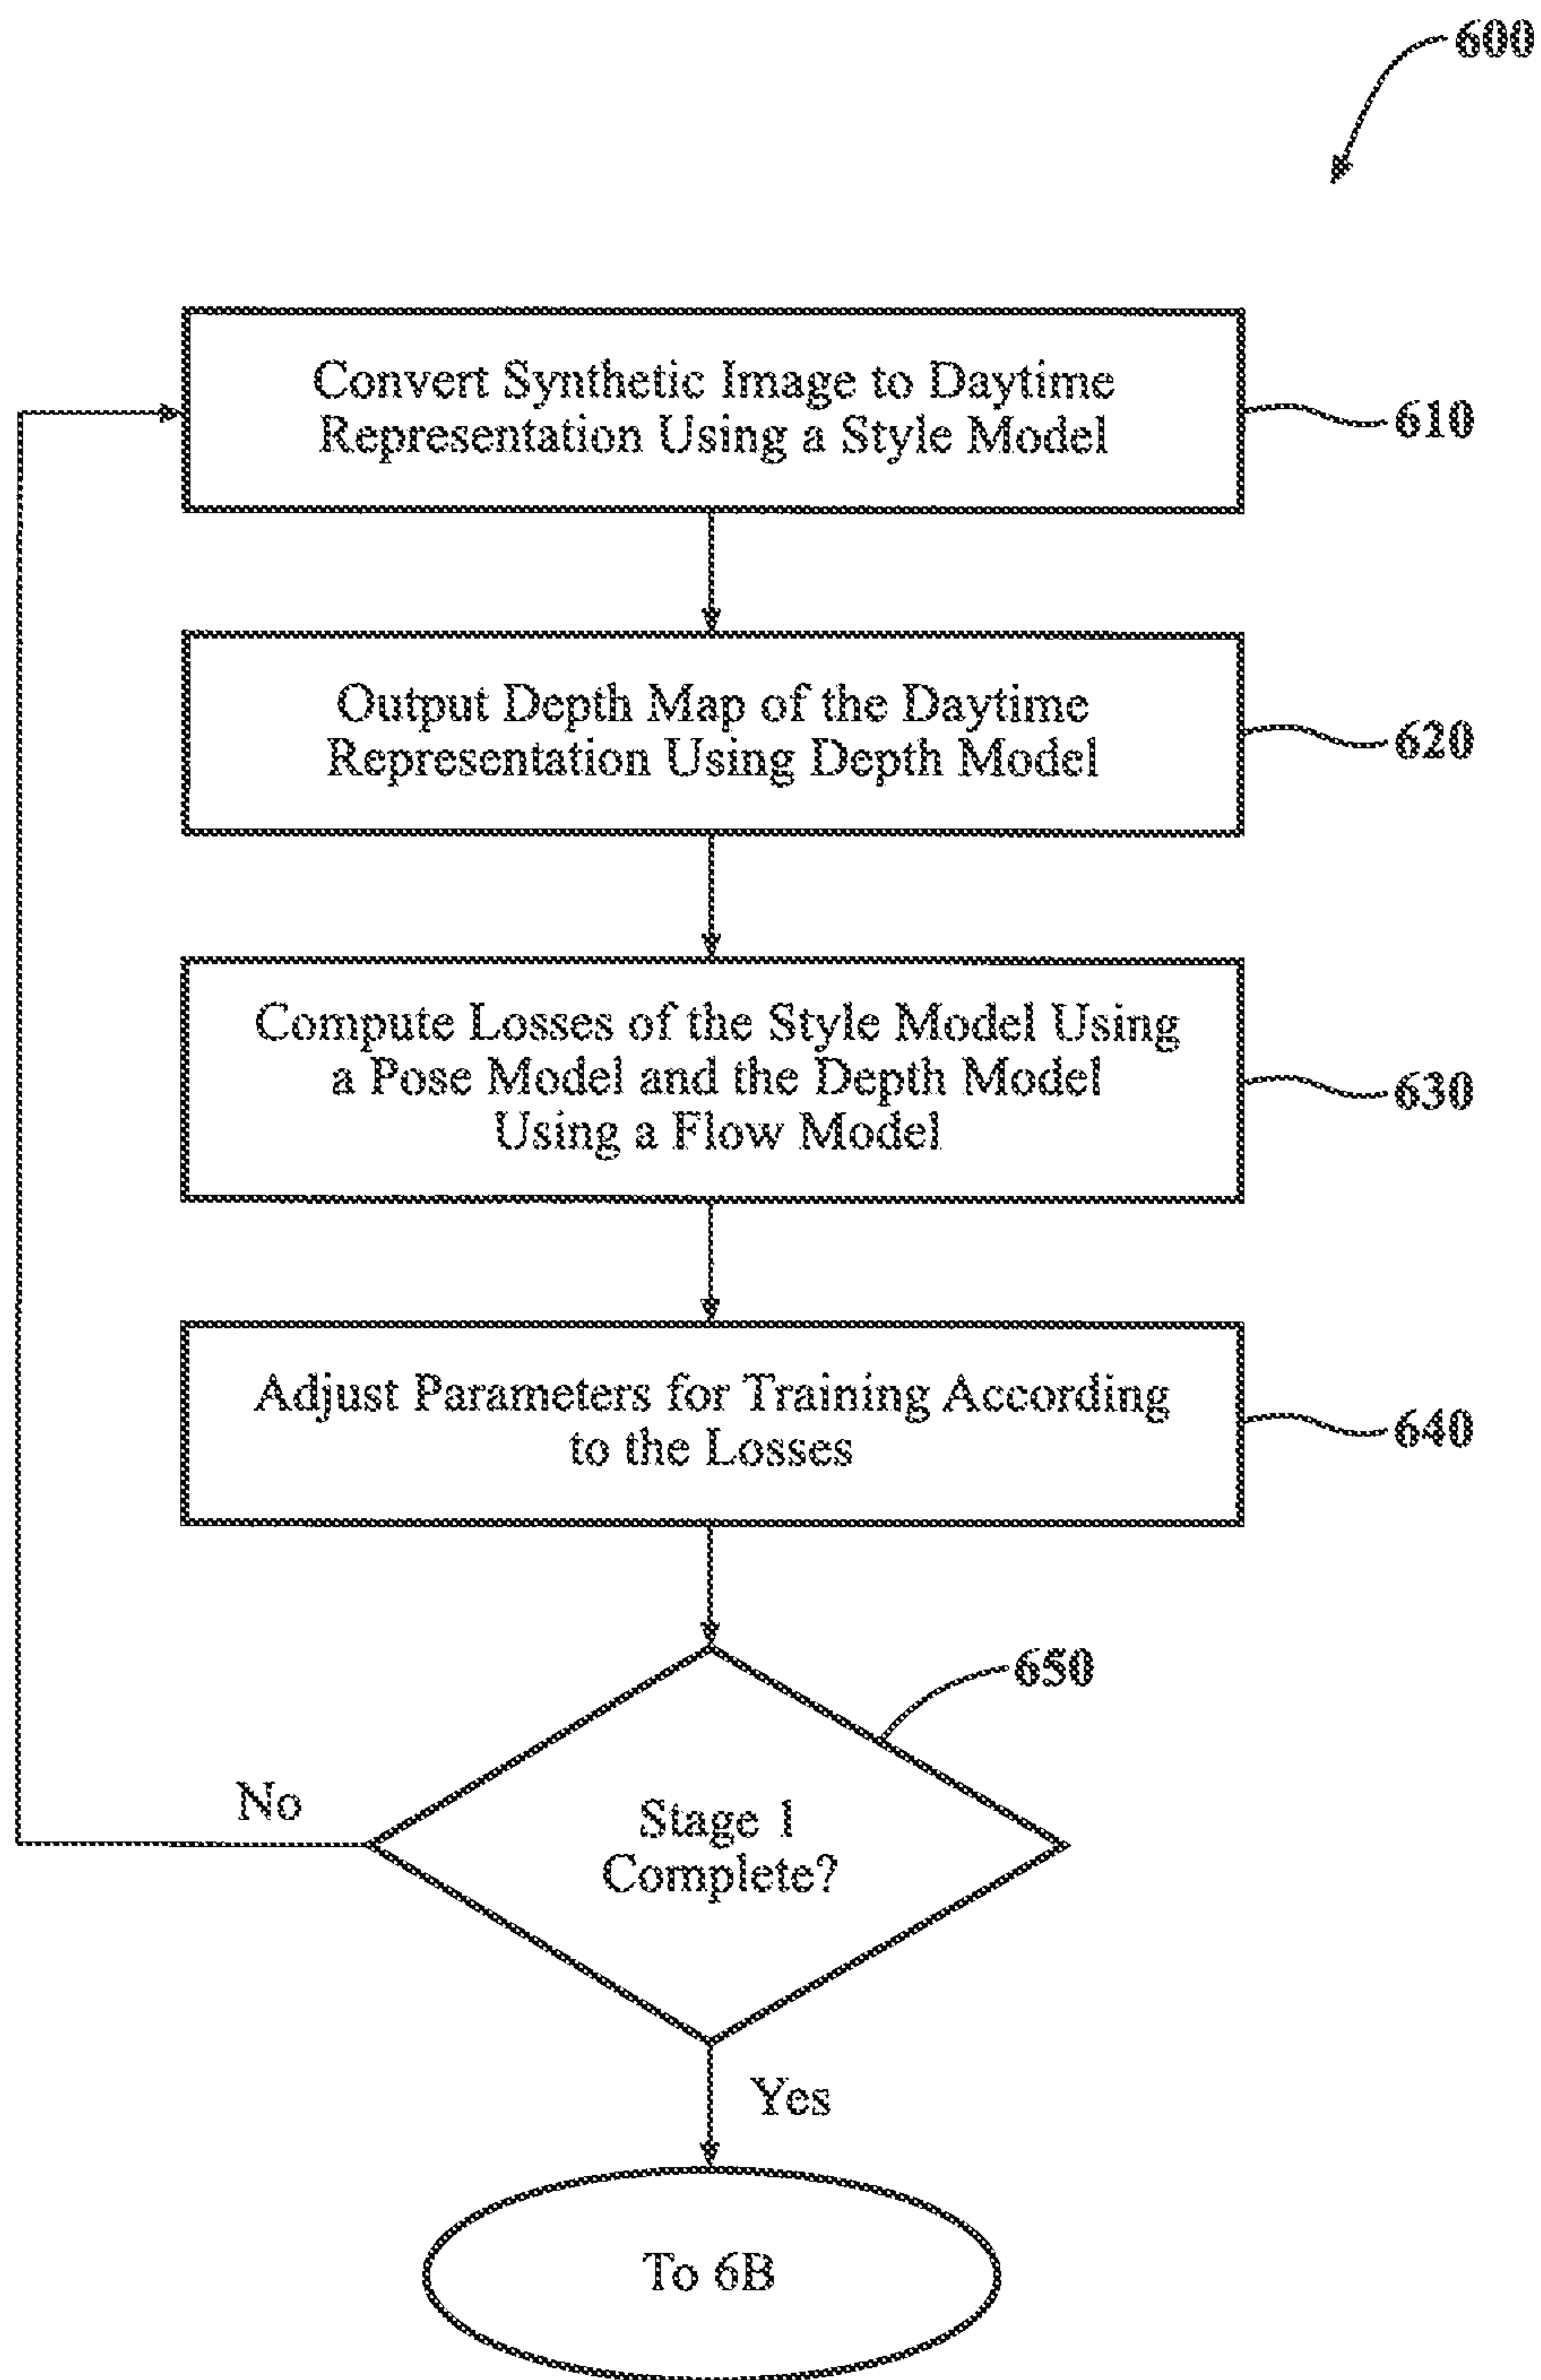 600
Convert Synthetic Image to Daytime
Representation Using a Style Model
610
Output Depth Map of the Daytime
Representation Using Depth Model
620
Compute Losses of the Style Model Using
a Pose Model and the Depth Model
Using a Flow Model
630
Adjust Parameters for Training According
to the Losses
640
650
Stage 1
Complete?
No
Yes
To 6B